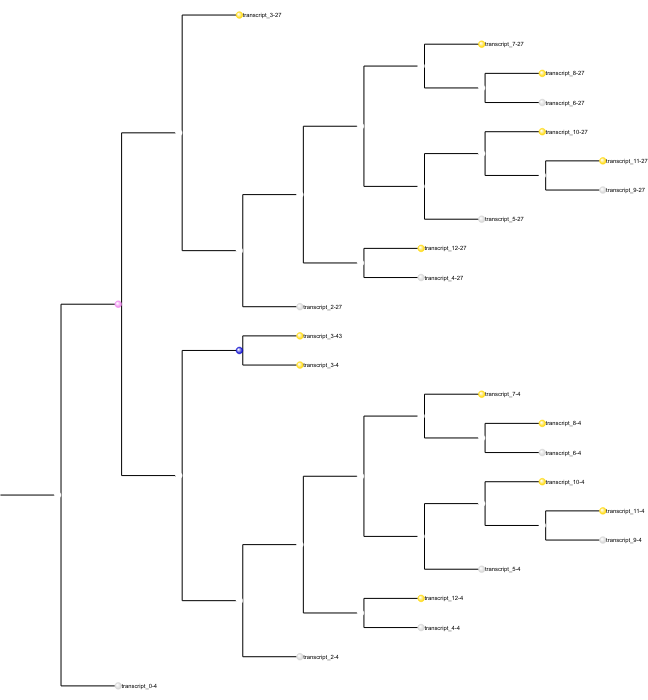 transcript_3-27
transcript_7-27
transcript_8-27
transcript_6-27
transcript_10-27
transcript_11-27
transcript_9-27
transcript_5-27
transcript_12-27
transcript_4-27
transcript_2-27
transcript_3-43
transcript_3-4
transcript_7-4
transcript_8-4
transcript_6-4
transcript_10-4
transcript_11-4
transcript_9-4
transcript_5-4
transcript_12-4
transcript_4-4
transcript_2-4
transcript_0-4